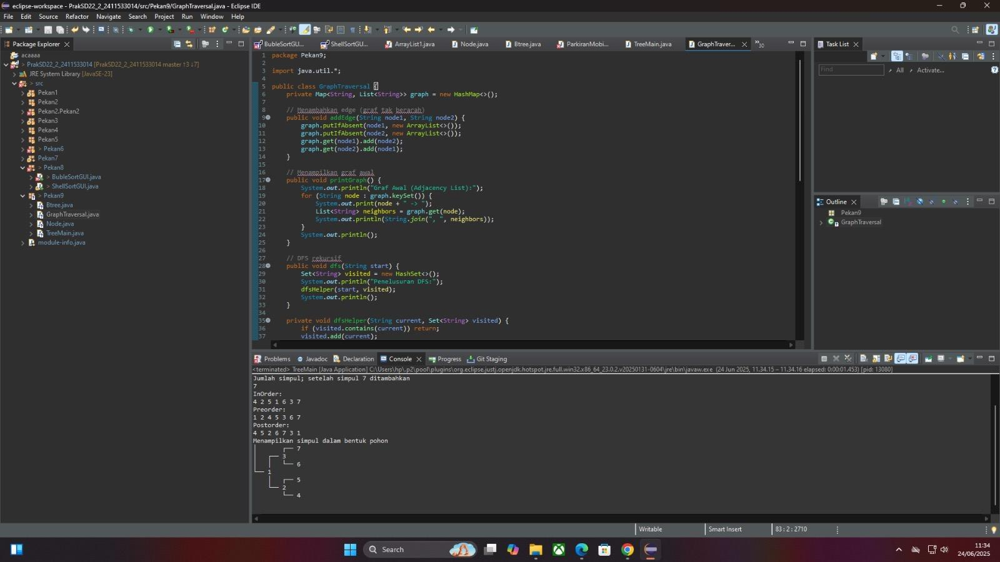 eclipse-workspace - PrakSD22_2_2411533014/src/Pekan9/GraphTraversal.java - Eclipse IDE
File Edit Source Refactor Navigate Search Project Run Window Help
Package Explorer
acaaaa
> PrakSD22_2_2411533014 [PrakSD22_2_2411533014 master ↑3 ↓7]
JRE System Library [JavaSE-23]
> src
Pekan1
Pekan2
Pekan2.Pekan2
Pekan3
Pekan4
Pekan5
> Pekan6
Pekan7
> Pekan8
> BubleSortGUI.java
> ShellSortGUI.java
> Pekan9
Btree.java
GraphTraversal.java
Node.java
TreeMain.java
module-info.java
BubleSortGU... ShellSortGU... ArrayList1.java Node.java Btree.java ParkiranMobi... TreeMain.java GraphTraver... »30
1 package Pekan9;
2
3 import java.util.*;
4
5 public class GraphTraversal {
6 private Map<String, List<String>> graph = new HashMap<>();
7
8 // Menambahkan edge (graf tak berarah)
9 public void addEdge(String node1, String node2) {
10 graph.putIfAbsent(node1, new ArrayList<>());
11 graph.putIfAbsent(node2, new ArrayList<>());
12 graph.get(node1).add(node2);
13 graph.get(node2).add(node1);
14 }
15
16 // Menampilkan graf awal
17 public void printGraph() {
18 System.out.println("Graf Awal (Adjacency List):");
19 for (String node : graph.keySet()) {
20 System.out.print(node + " -> ");
21 List<String> neighbors = graph.get(node);
22 System.out.println(String.join(", ", neighbors));
23 }
24 System.out.println();
25 }
26
27 // DFS rekursif
28 public void dfs(String start) {
29 Set<String> visited = new HashSet<>();
30 System.out.println("Penelusuran DFS:");
31 dfsHelper(start, visited);
32 System.out.println();
33 }
34
35 private void dfsHelper(String current, Set<String> visited) {
36 if (visited.contains(current)) return;
37 visited.add(current);
Task List
Find All Activate...
Outline
Pekan9
GraphTraversal
Problems Javadoc Declaration Console Progress Git Staging
<terminated> TreeMain [Java Application] C:\Users\hp\.p2\pool\plugins\org.eclipse.justj.openjdk.hotspot.jre.full.win32.x86_64_23.0.2.v20250131-0604\jre\bin\javaw.exe (24 Jun 2025, 11.34.15 – 11.34.16 elapsed: 0:00:01.453) [pid: 13080]
Jumlah simpul; setelah simpul 7 ditambahkan
7
InOrder:
4 2 5 1 6 3 7
Preorder:
1 2 4 5 3 6 7
Postorder:
4 5 2 6 7 3 1
Menampilkan simpul dalam bentuk pohon
7
3
6
1
5
2
4
Writable Smart Insert 83 : 2 : 2710
Search
11:34
24/06/2025